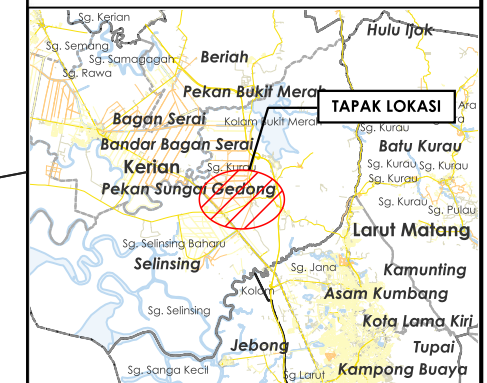 Sg. Kerian
Hulu Ijok
Sg. Semang
Sg. Samagagah
Beriah
Sg. Rawa
Pekan Bukit Merah
TAPAK LOKASI
Ara
Bagan Serai
Kolam Bukit Merah
Sg. Kurau
Bandar Bagan Serai
Batu Kurau
Kerian
Sg. Kurau
Sg. Kurau
Sg. Kurau
Sg. Kurau
Pekan Sungai Gedong
Sg. Kurau
Sg. Pulau
Larut Matang
Sg. Selinsing Baharu
Selinsing
Sg. Jana
Kamunting
Kolam
Asam Kumbang
Sg. Selinsing
Kota Lama Kiri
Jebong
Tupai
Sg. Sanga Kecil
Sg Larut
Kampong Buaya